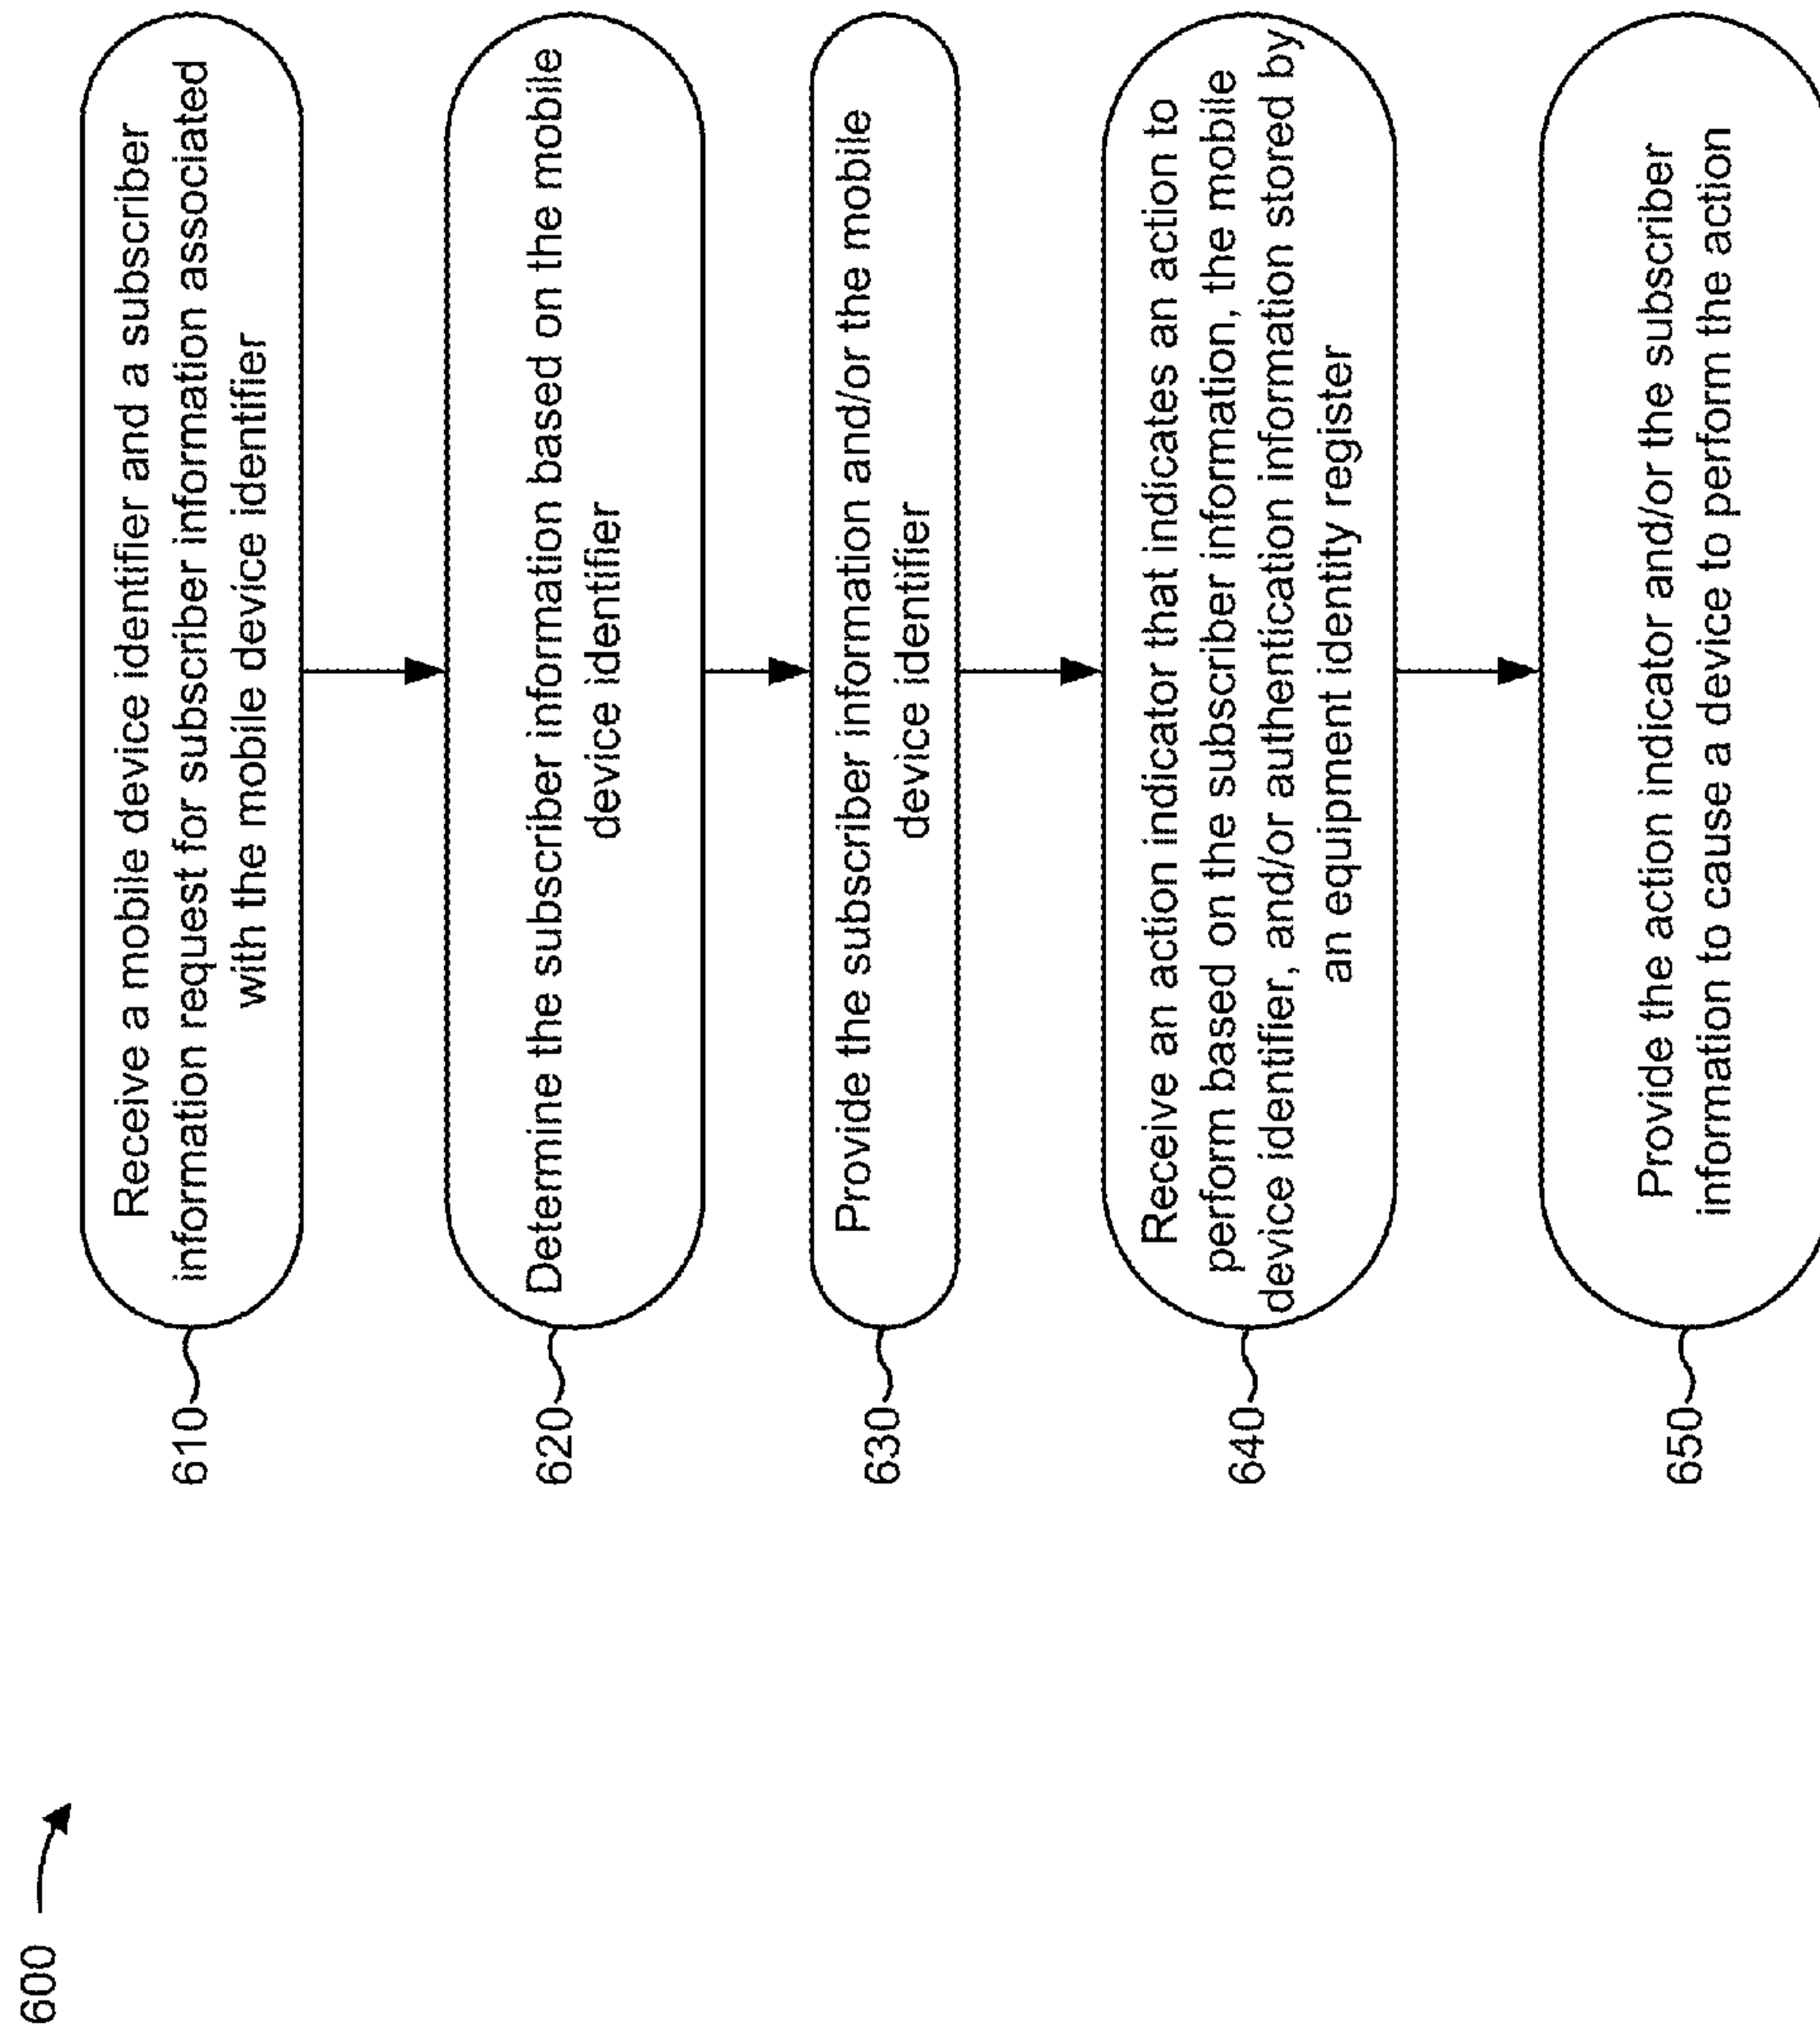 600
610
Receive a mobile device identifier and a subscriber
information request for subscriber information associated
with the mobile device identifier
620
Determine the subscriber information based on the mobile
device identifier
630
Provide the subscriber information and/or the mobile
device identifier
640
Receive an action indicator that indicates an action to
perform based on the subscriber information, the mobile
device identifier, and/or authentication information stored by
an equipment identity register
650
Provide the action indicator and/or the subscriber
information to cause a device to perform the action